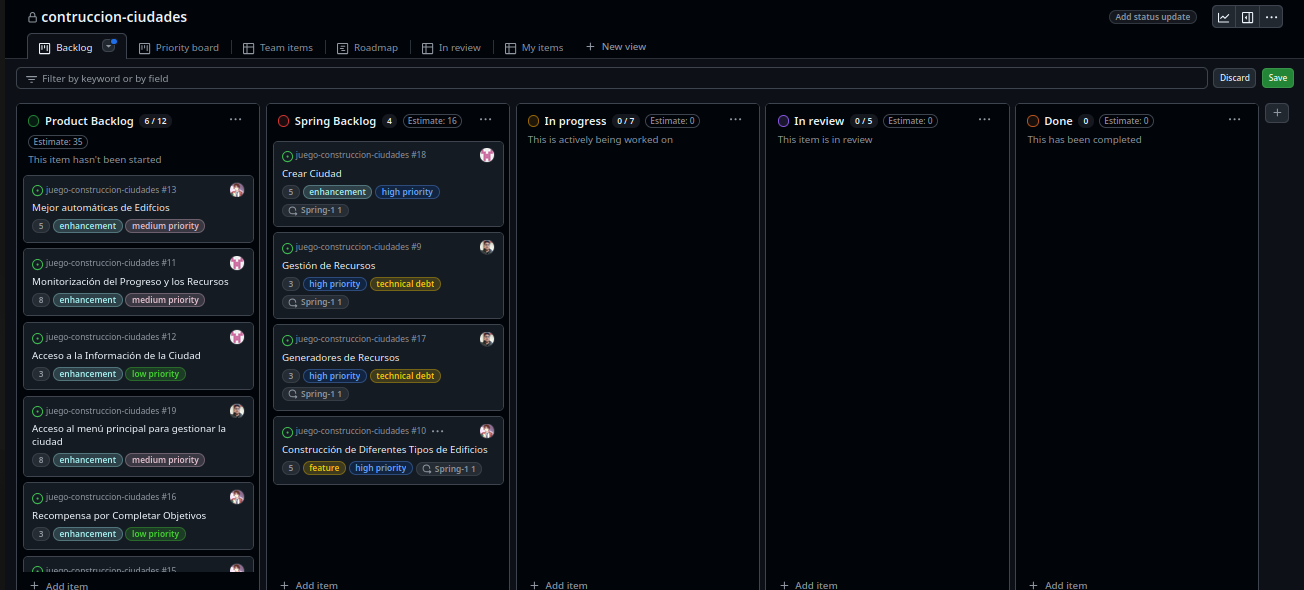 contruccion-ciudades
Add status update
Backlog
Priority board
Team items
Roadmap
In review
My items
+ New view
Filter by keyword or by field
Discard
Save
Product Backlog 6 / 12
Estimate: 35
This item hasn't been started
juego-construccion-ciudades #13
Mejor automáticas de Edifcios
5 enhancement medium priority
juego-construccion-ciudades #11
Monitorización del Progreso y los Recursos
8 enhancement medium priority
juego-construccion-ciudades #12
Acceso a la Información de la Ciudad
3 enhancement low priority
juego-construccion-ciudades #19
Acceso al menú principal para gestionar la
ciudad
8 enhancement medium priority
juego-construccion-ciudades #16
Recompensa por Completar Objetivos
3 enhancement low priority
juego-construccion-ciudades #15
+ Add item
Spring Backlog 4 Estimate: 16
juego-construccion-ciudades #18
Crear Ciudad
5 enhancement high priority
Spring-1 1
juego-construccion-ciudades #9
Gestión de Recursos
3 high priority technical debt
Spring-1 1
juego-construccion-ciudades #17
Generadores de Recursos
3 high priority technical debt
Spring-1 1
juego-construccion-ciudades #10
Construcción de Diferentes Tipos de Edificios
5 feature high priority Spring-1 1
+ Add item
In progress 0 / 7 Estimate: 0
This is actively being worked on
+ Add item
In review 0 / 5 Estimate: 0
This item is in review
+ Add item
Done 0 Estimate: 0
This has been completed
+ Add item